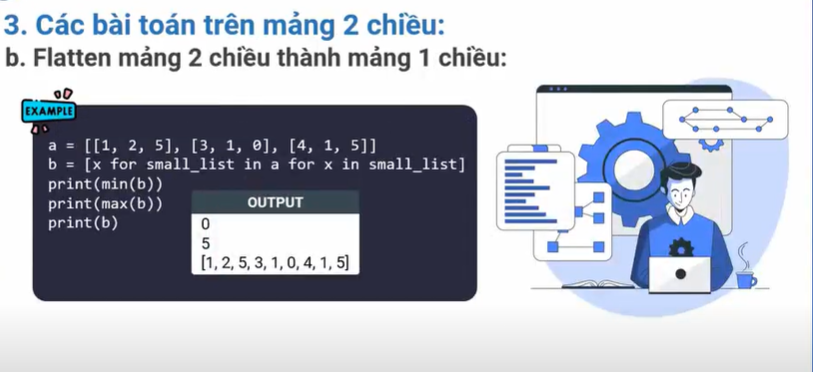 3. Các bài toán trên mảng 2 chiều:
b. Flatten mảng 2 chiều thành mảng 1 chiều:
EXAMPLE
a = [[1, 2, 5], [3, 1, 0], [4, 1, 5]]
b = [x for small_list in a for x in small_list]
print(min(b))
print(max(b))
print(b)
OUTPUT
0
5
[1, 2, 5, 3, 1, 0, 4, 1, 5]